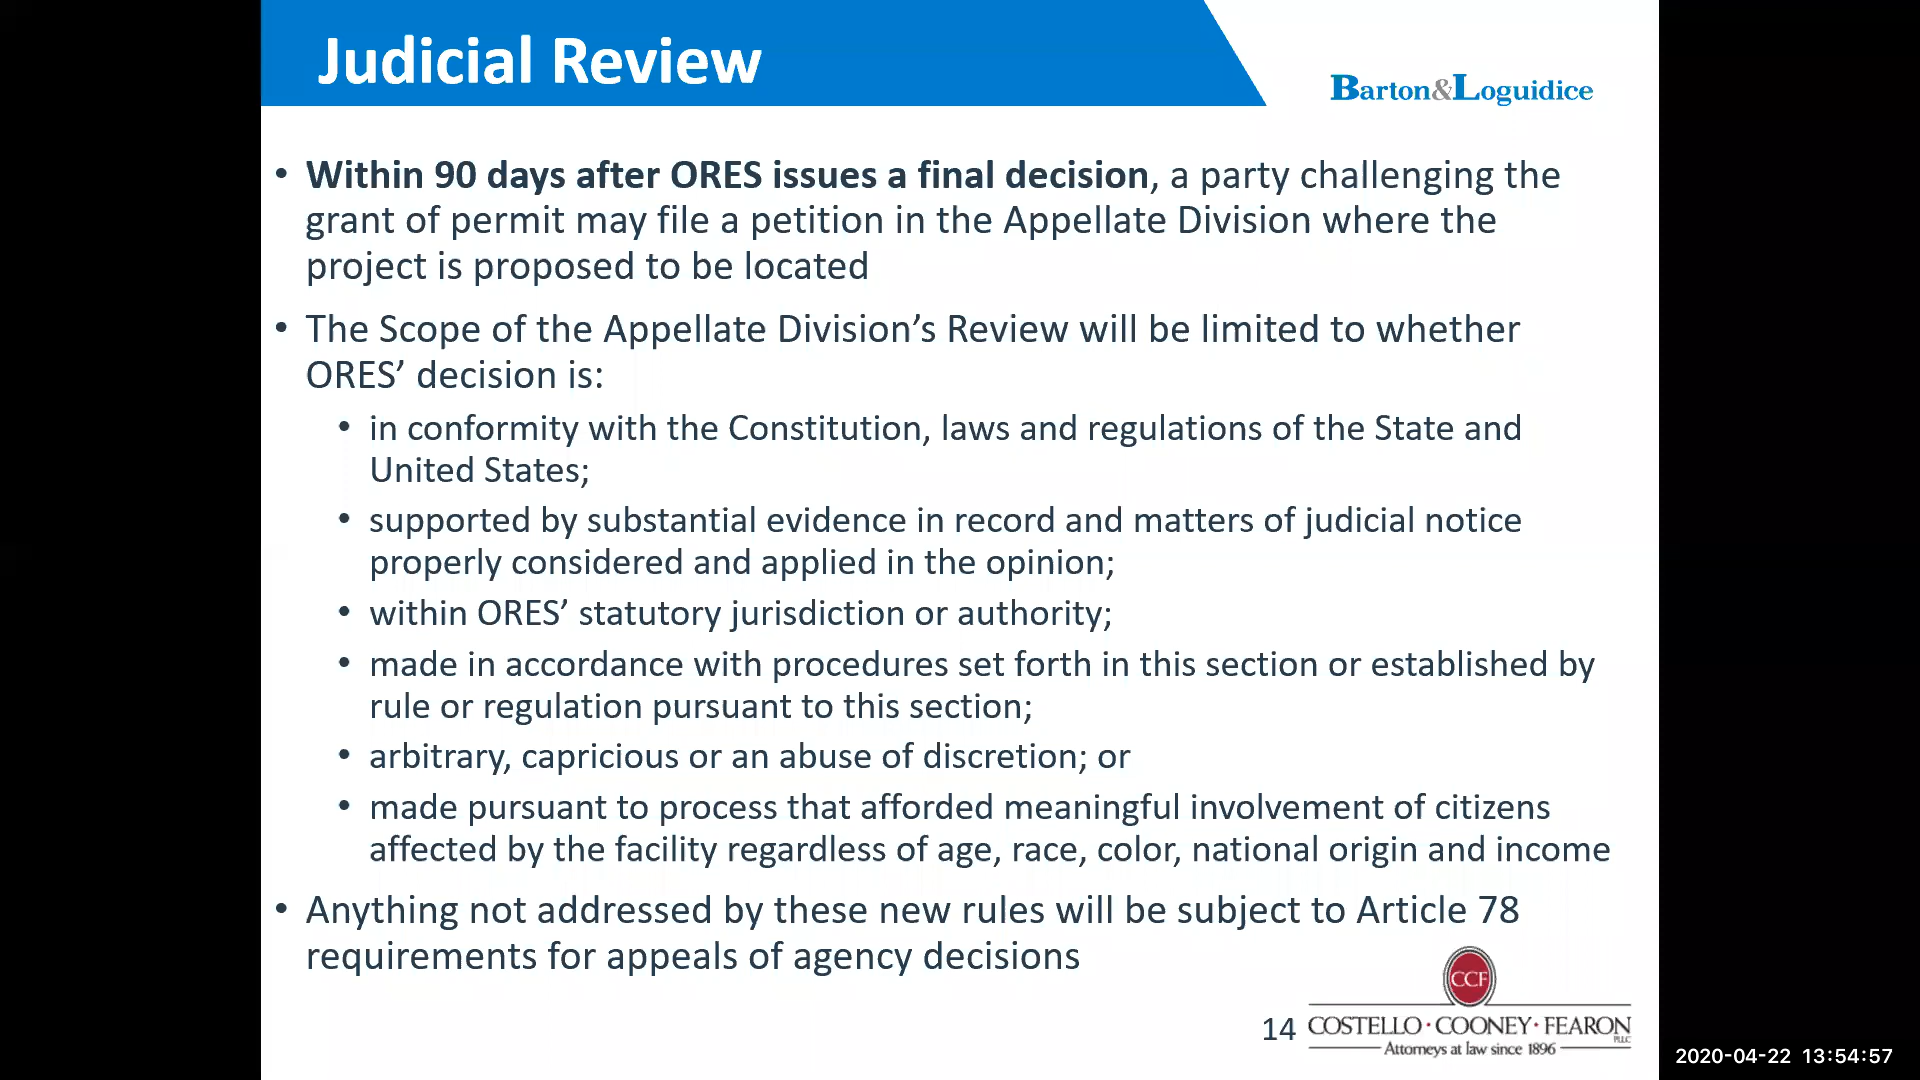 Judicial Review
Barton&Loguidice
• Within 90 days after ORES issues a final decision, a party challenging the
grant of permit may file a petition in the Appellate Division where the
project is proposed to be located
• The Scope of the Appellate Division’s Review will be limited to whether
ORES’ decision is:
• in conformity with the Constitution, laws and regulations of the State and
United States;
• supported by substantial evidence in record and matters of judicial notice
properly considered and applied in the opinion;
• within ORES’ statutory jurisdiction or authority;
• made in accordance with procedures set forth in this section or established by
rule or regulation pursuant to this section;
• arbitrary, capricious or an abuse of discretion; or
• made pursuant to process that afforded meaningful involvement of citizens
affected by the facility regardless of age, race, color, national origin and income
• Anything not addressed by these new rules will be subject to Article 78
requirements for appeals of agency decisions
CCF
14
COSTELLO · COONEY · FEARON
PLLC
Attorneys at law since 1896
2020-04-22 13:54:57